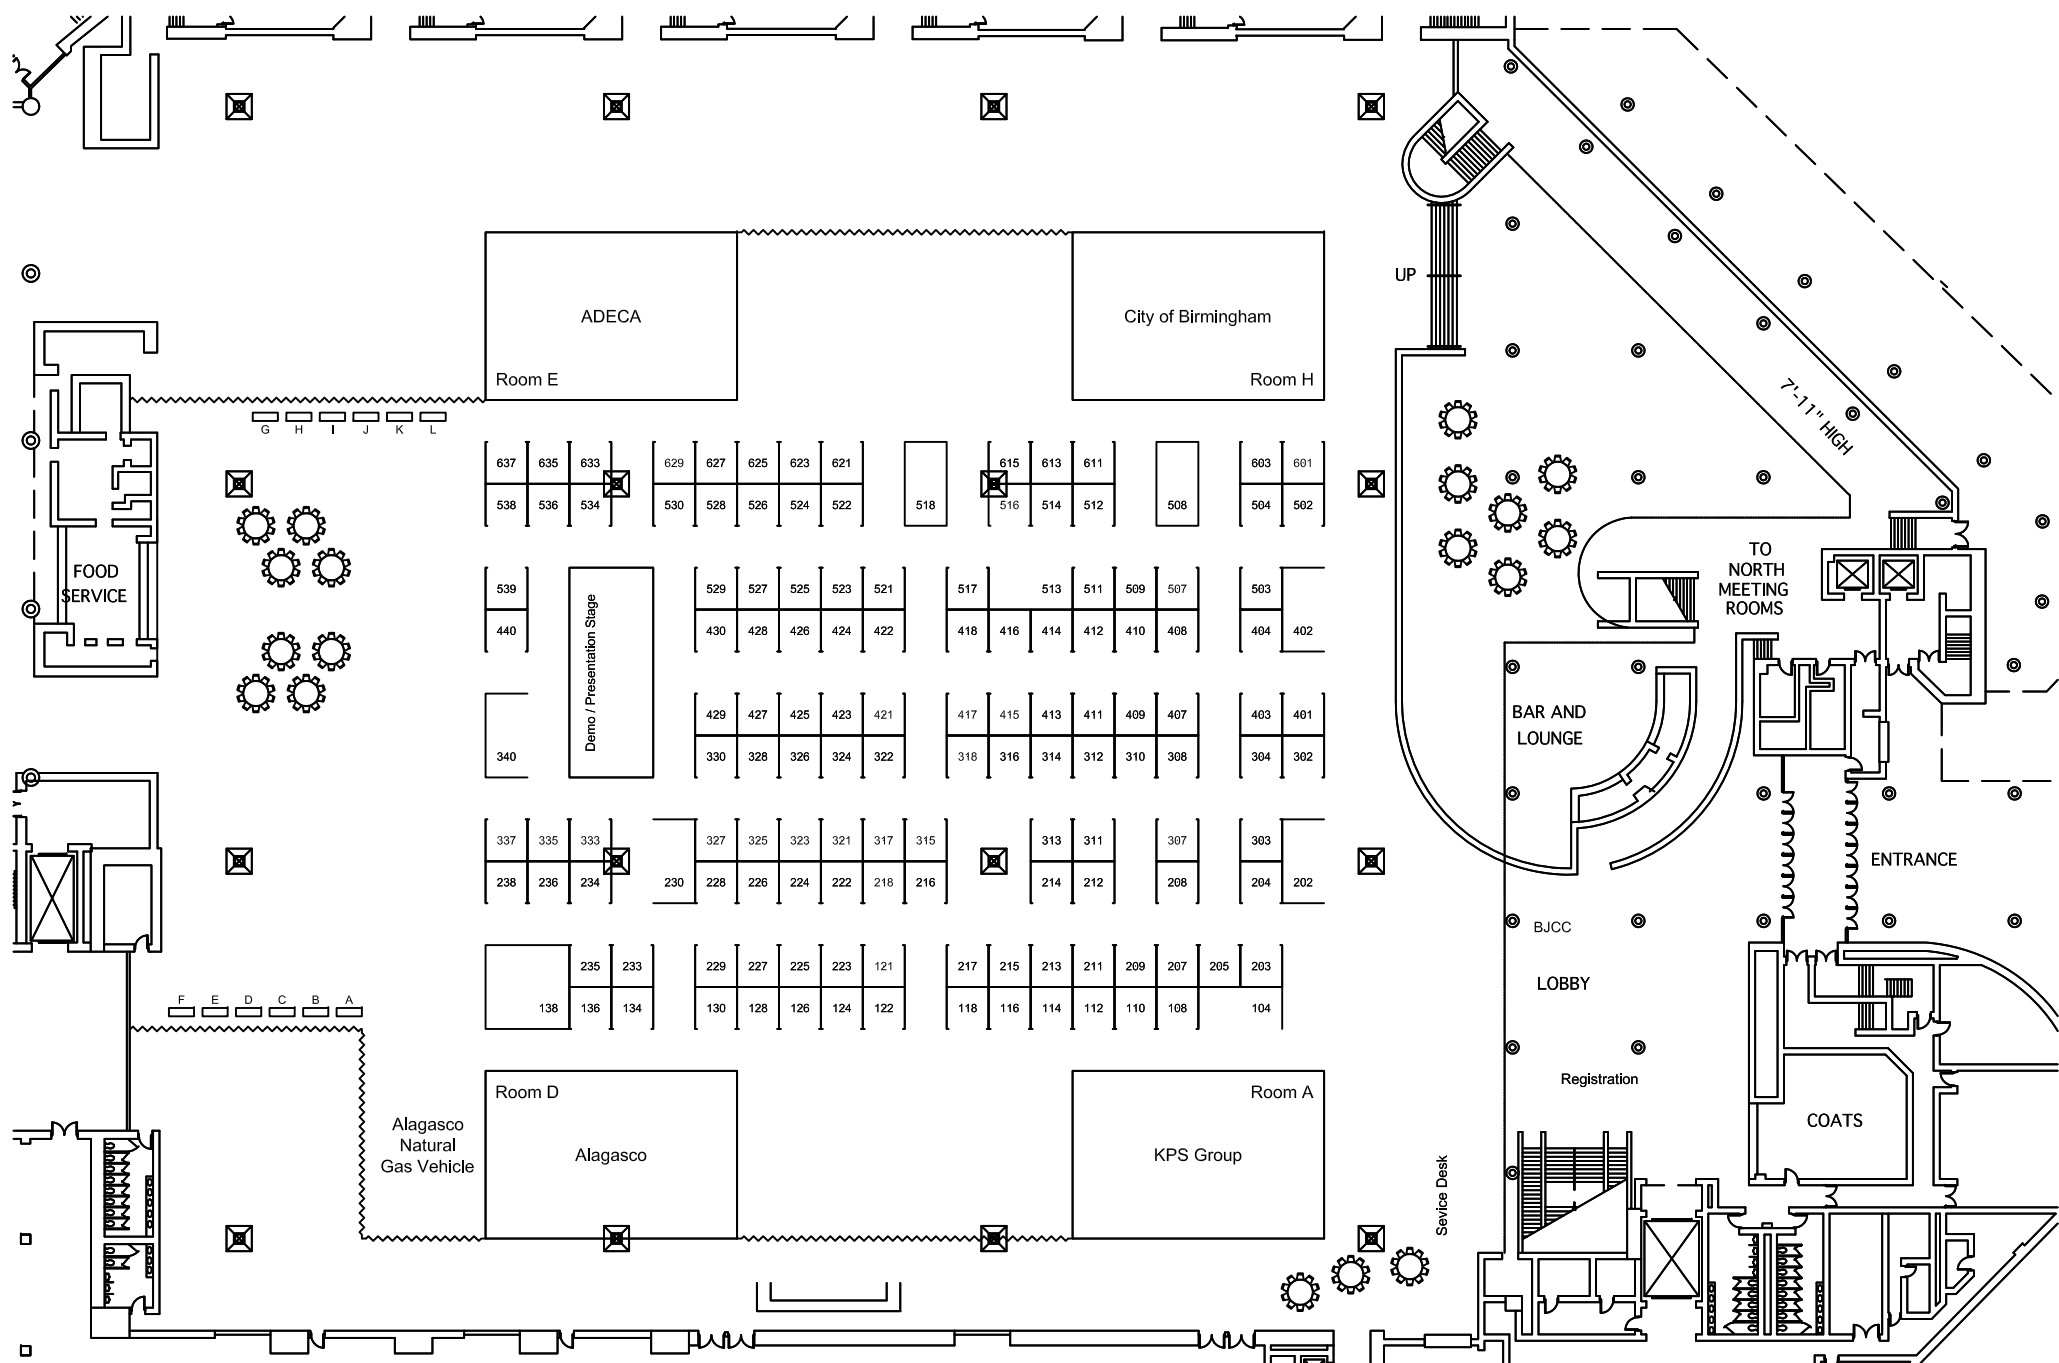 UP
ADECA
City of Birmingham
Room E
Room H
7'-11" HIGH
G H I J K L
637 635 633 629 627 625 623 621 615 613 611 603 601
538 536 534 530 528 526 524 522 518 516 514 512 508 504 502
FOOD
SERVICE
TO
NORTH
MEETING
ROOMS
539 529 527 525 523 521 517 513 511 509 507 503
440 430 428 426 424 422 418 416 414 412 410 408 404 402
Demo / Presentation Stage
429 427 425 423 421 417 415 413 411 409 407 403 401
340 330 328 326 324 322 318 316 314 312 310 308 304 302
BAR AND
LOUNGE
337 335 333 327 325 323 321 317 315 313 311 307 303
238 236 234 230 228 226 224 222 218 216 214 212 208 204 202
ENTRANCE
BJCC
LOBBY
235 233 229 227 225 223 121 217 215 213 211 209 207 205 203
138 136 134 130 128 126 124 122 118 116 114 112 110 108 104
F E D C B A
Registration
Room D
Room A
Alagasco
Natural
Gas Vehicle
Alagasco
KPS Group
COATS
Sevice Desk